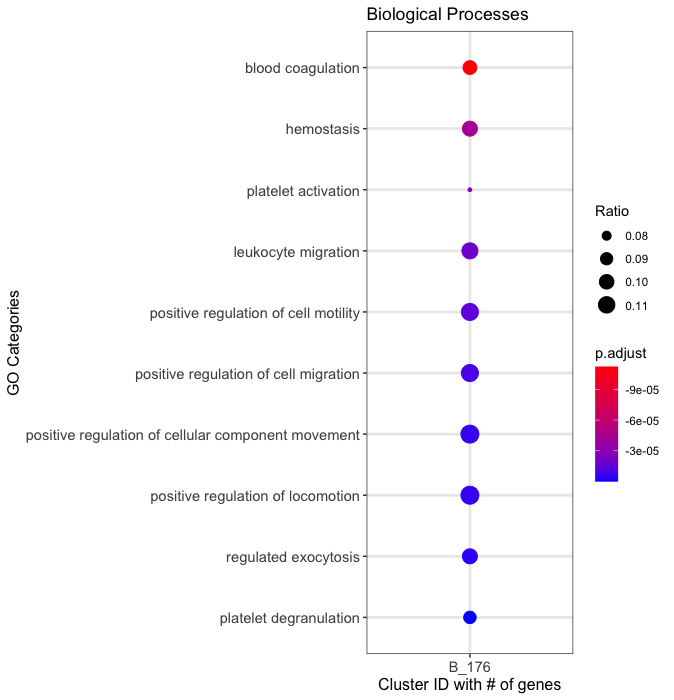 Biological Processes
GO Categories
blood coagulation
hemostasis
platelet activation
leukocyte migration
positive regulation of cell motility
positive regulation of cell migration
positive regulation of cellular component movement
positive regulation of locomotion
regulated exocytosis
platelet degranulation
B_176
Cluster ID with # of genes
Ratio
0.08
0.09
0.10
0.11
p.adjust
-9e-05
-6e-05
-3e-05